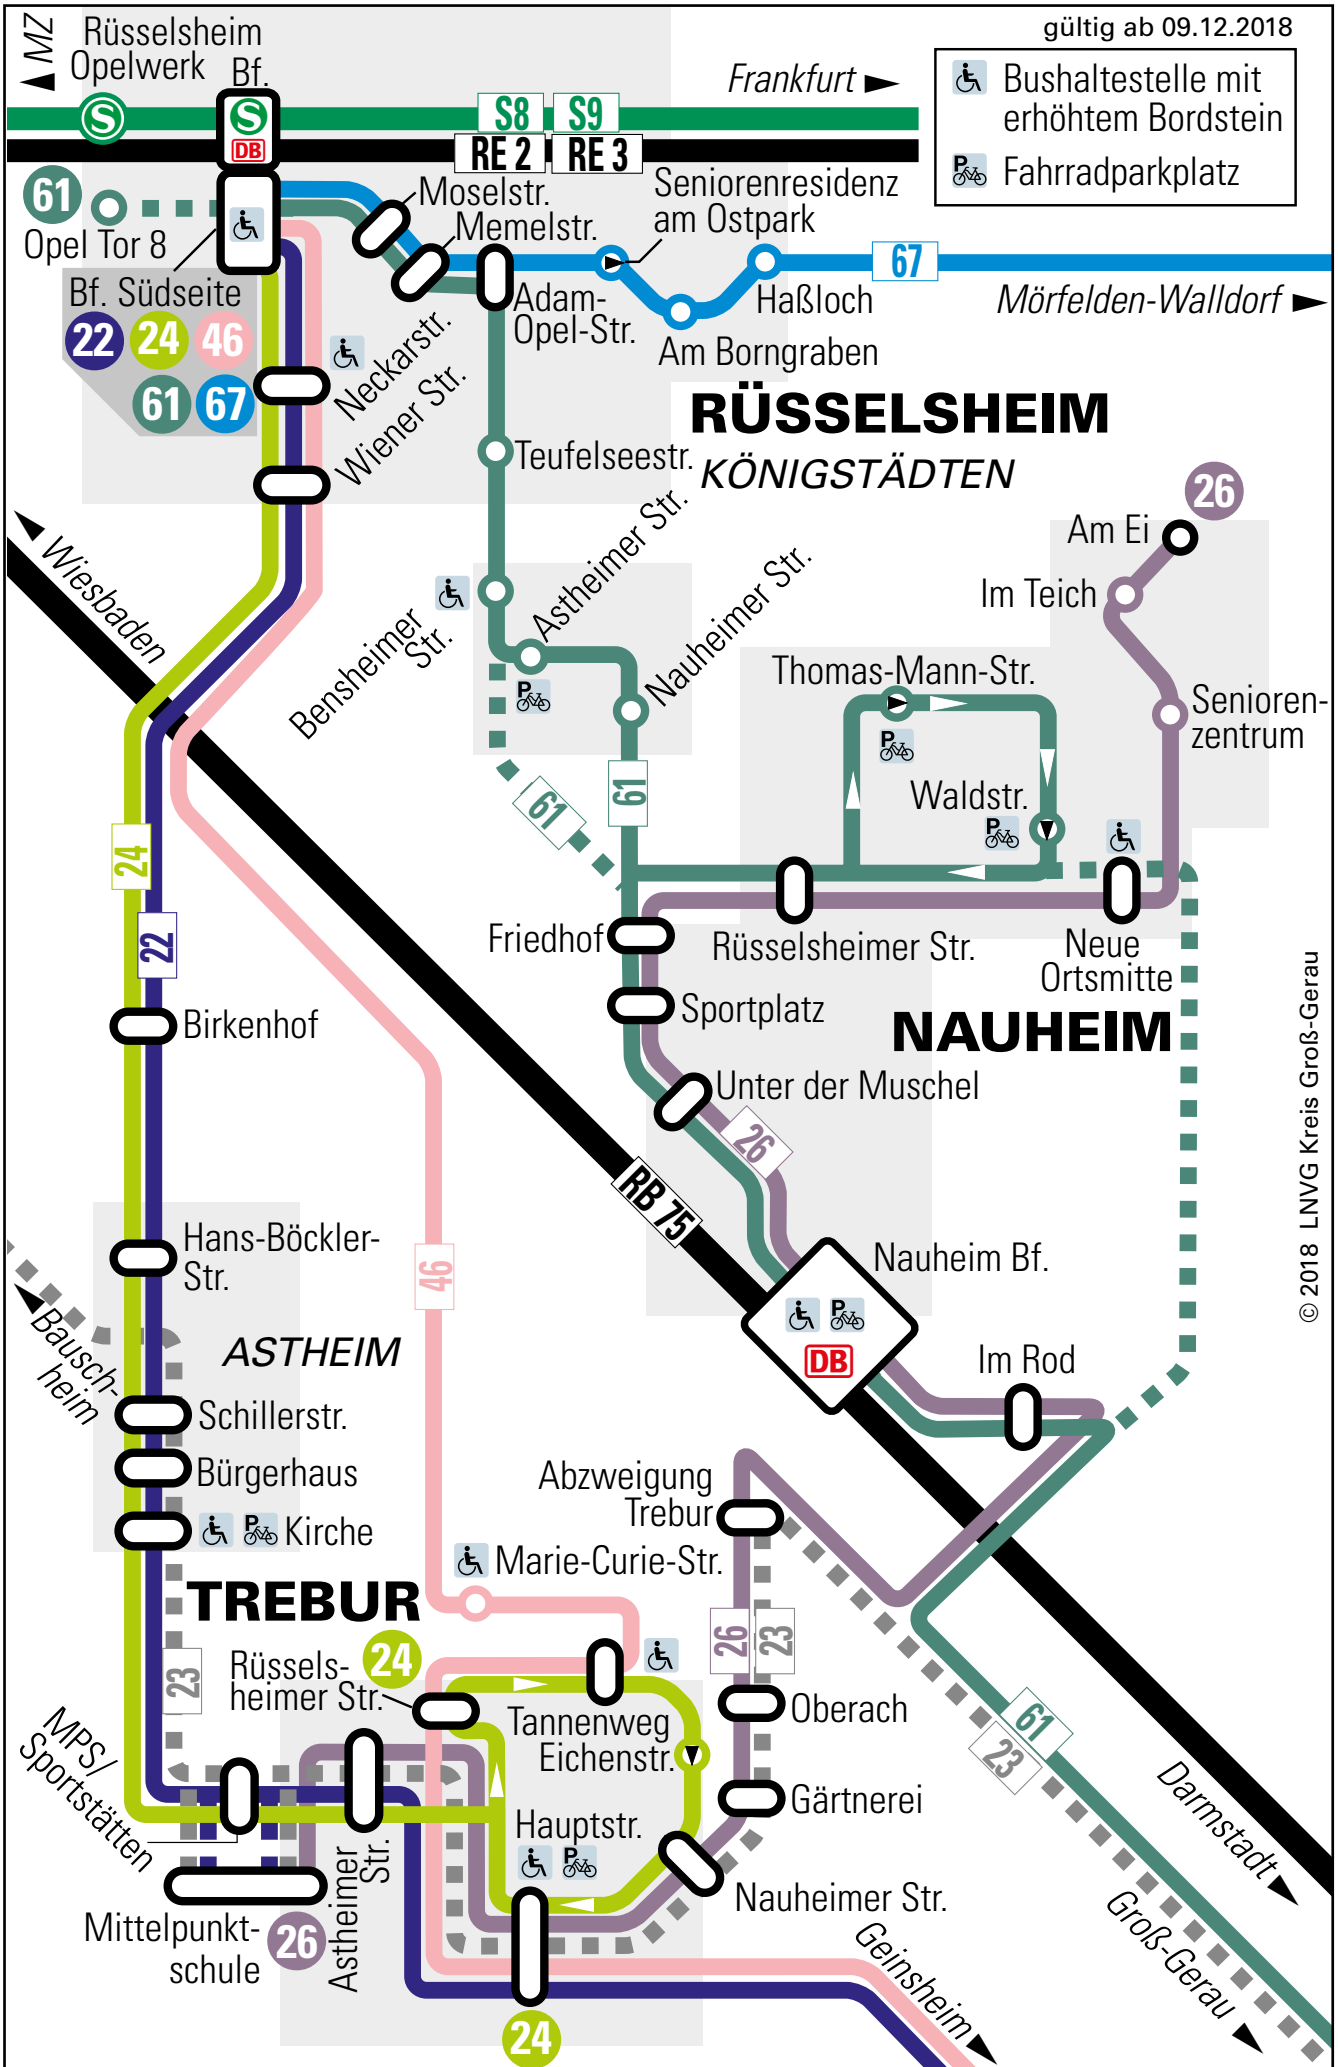 gültig ab 09.12.2018
MZ
Rüsselsheim
Opelwerk
Bf.
Frankfurt
Bushaltestelle mit
erhöhtem Bordstein
P
Fahrradparkplatz
S
S
DB
S8
S9
RE 2
RE 3
61
Opel Tor 8
Bf. Südseite
22
24
46
61
67
Moselstr.
Memelstr.
Seniorenresidenz
am Ostpark
Adam-
Opel-Str.
Haßloch
67
Am Borngraben
Mörfelden-Walldorf
Neckarstr.
Wiener Str.
RÜSSELSHEIM
KÖNIGSTÄDTEN
Teufelseestr.
Wiesbaden
Bensheimer
Str.
Astheimer Str.
P
Nauheimer Str.
61
61
26
Am Ei
Im Teich
Senioren-
zentrum
Thomas-Mann-Str.
P
Waldstr.
P
24
22
Friedhof
Rüsselsheimer Str.
Neue
Ortsmitte
Sportplatz
NAUHEIM
Birkenhof
Unter der Muschel
26
RB 75
Nauheim Bf.
P
DB
Im Rod
© 2018 LNVG Kreis Groß-Gerau
Hans-Böckler-
Str.
46
Bausch-
heim
ASTHEIM
Schillerstr.
Bürgerhaus
P
Kirche
Abzweigung
Trebur
Marie-Curie-Str.
TREBUR
23
24
Rüssels-
heimer Str.
26
23
Tannenweg
Eichenstr.
Oberach
Gärtnerei
61
23
MPS/
Sportstätten
Hauptstr.
P
Mittelpunkt-
schule
26
Astheimer
Str.
Nauheimer Str.
24
Geinsheim
Darmstadt
Groß-Gerau